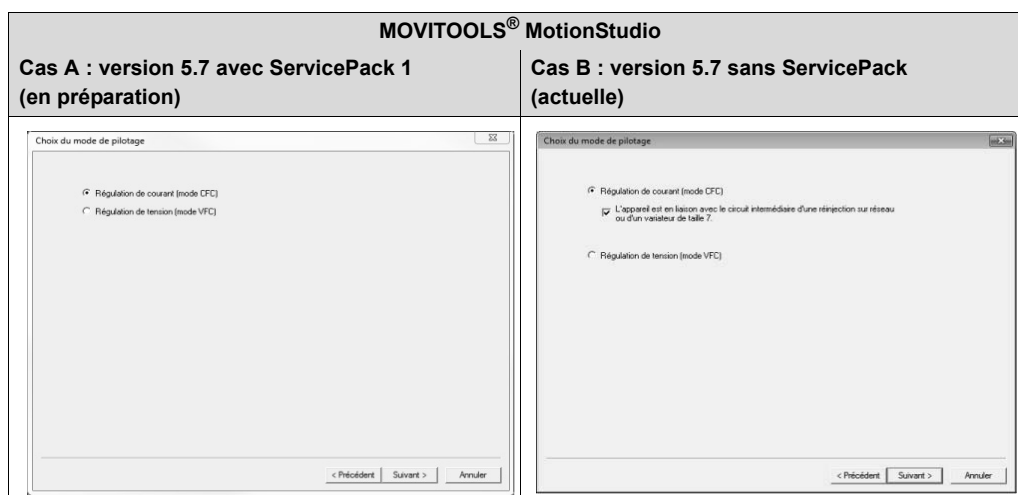 MOVITOOLS® MotionStudio
Cas A : version 5.7 avec ServicePack 1
(en préparation)
Cas B : version 5.7 sans ServicePack
(actuelle)
Choix du mode de pilotage
Régulation de courant (mode CFC)
Régulation de tension (mode VFC)
< Précédent
Suivant >
Annuler
Choix du mode de pilotage
Régulation de courant (mode CFC)
L'appareil est en liaison avec le circuit intermédiaire d'une réinjection sur réseau
ou d'un variateur de taille 7.
Régulation de tension (mode VFC)
< Précédent
Suivant >
Annuler